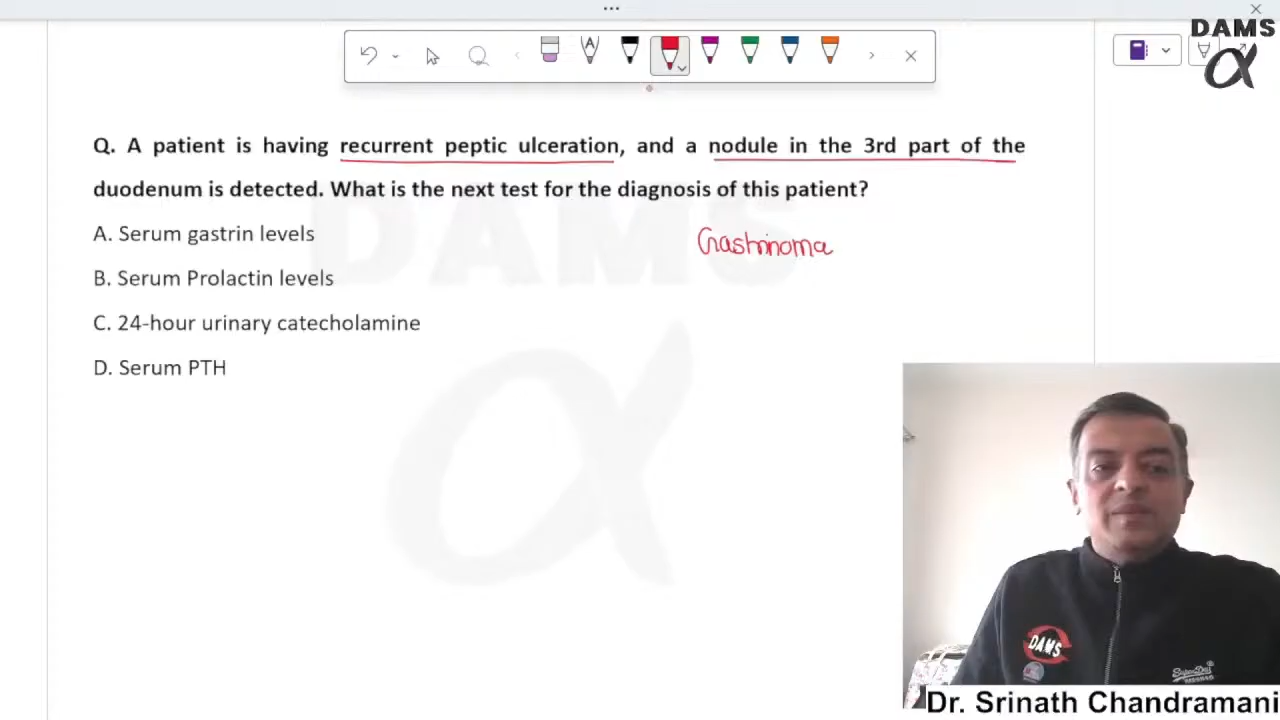 DAMS
α
Q. A patient is having recurrent peptic ulceration, and a nodule in the 3rd part of the
duodenum is detected. What is the next test for the diagnosis of this patient?
A. Serum gastrin levels
Gastrinoma
B. Serum Prolactin levels
C. 24-hour urinary catecholamine
D. Serum PTH
DAMS
α
DAMS
Superdry
Dr. Srinath Chandramani